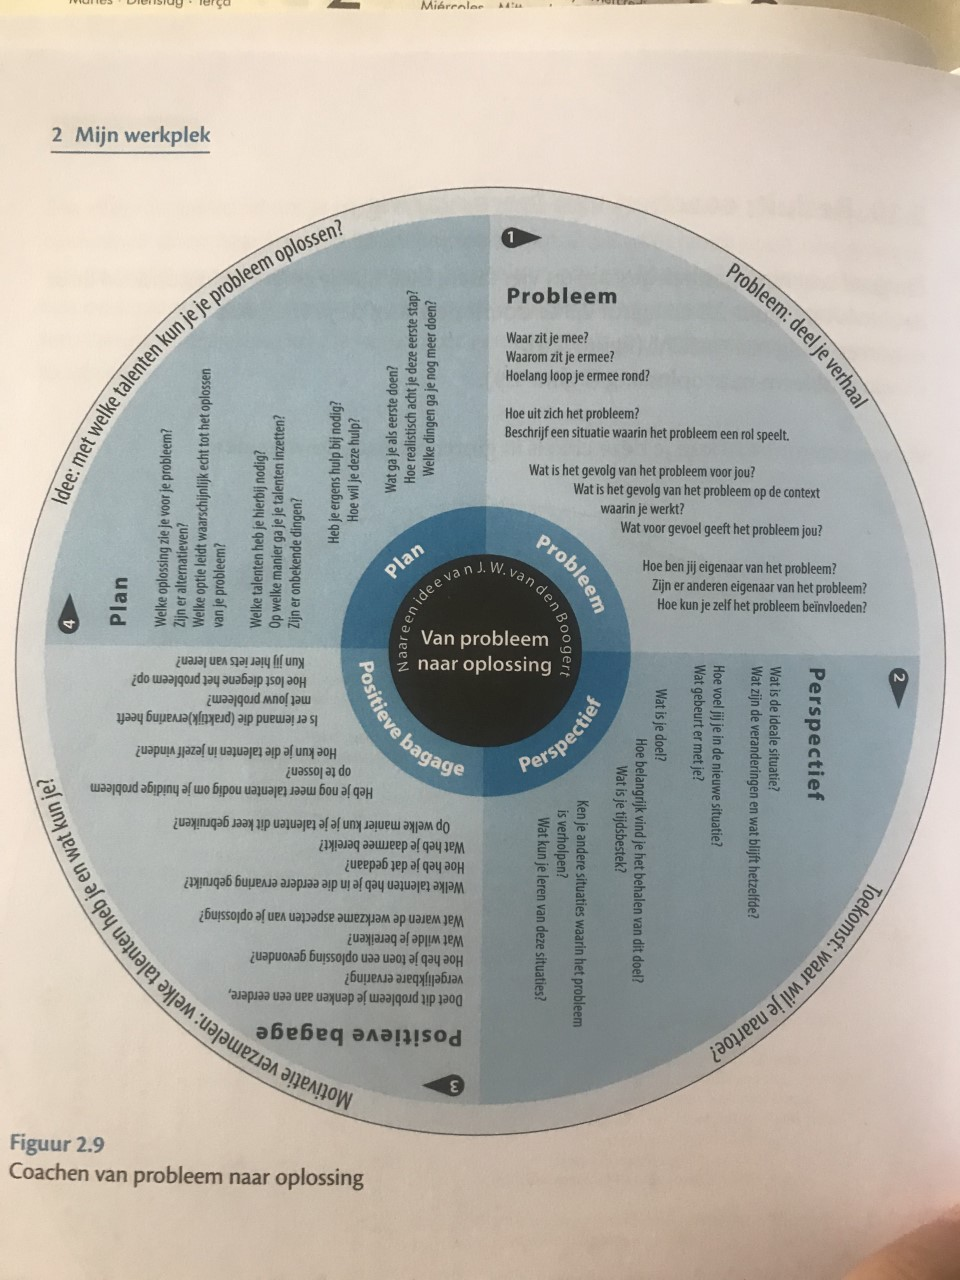 Dienstag · Terça
Miércoles
2 Mijn werkplek
Probleem: deel je verhaal
1
Probleem
Waar zit je mee?
Waarom zit je ermee?
Hoelang loop je ermee rond?
Hoe uit zich het probleem?
Beschrijf een situatie waarin het probleem een rol speelt.
Wat is het gevolg van het probleem voor jou?
Wat is het gevolg van het probleem op de context
waarin je werkt?
Wat voor gevoel geeft het probleem jou?
Hoe ben jij eigenaar van het probleem?
Zijn er anderen eigenaar van het probleem?
Hoe kun je zelf het probleem beïnvloeden?
Toekomst: waar wil je naartoe?
2
Perspectief
Wat is de ideale situatie?
Wat zijn de veranderingen en wat blijft hetzelfde?
Hoe voel jij je in de nieuwe situatie?
Wat gebeurt er met je?
Wat is je doel?
Hoe belangrijk vind je het behalen van dit doel?
Wat is je tijdsbestek?
Ken je andere situaties waarin het probleem
is verholpen?
Wat kun je leren van deze situaties?
Motivatie verzamelen: welke talenten heb je en wat kun je?
3
Positieve bagage
Doet dit probleem je denken aan een eerdere,
vergelijkbare ervaring?
Hoe heb je toen een oplossing gevonden?
Wat wilde je bereiken?
Wat waren de werkzame aspecten van je oplossing?
Welke talenten heb je in die eerdere ervaring gebruikt?
Hoe heb je dat gedaan?
Wat heb je daarmee bereikt?
Op welke manier kun je je talenten dit keer gebruiken?
Heb je nog meer talenten nodig om je huidige probleem
op te lossen?
Hoe kun je die talenten in jezelf vinden?
Is er iemand die (praktijk)ervaring heeft
met jouw probleem?
Hoe lost diegene het probleem op?
Kun jij hier iets van leren?
Idee: met welke talenten kun je je probleem oplossen?
4
Plan
Welke oplossing zie je voor je probleem?
Zijn er alternatieven?
Welke optie leidt waarschijnlijk echt tot het oplossen
van je probleem?
Welke talenten heb je hierbij nodig?
Op welke manier ga je je talenten inzetten?
Zijn er onbekende dingen?
Heb je ergens hulp bij nodig?
Hoe wil je deze hulp?
Wat ga je als eerste doen?
Hoe realistisch acht je deze eerste stap?
Welke dingen ga je nog meer doen?
Probleem
Perspectief
Positieve bagage
Plan
Naar een idee van J. W. van den Boogert
Van probleem
naar oplossing
Figuur 2.9
Coachen van probleem naar oplossing